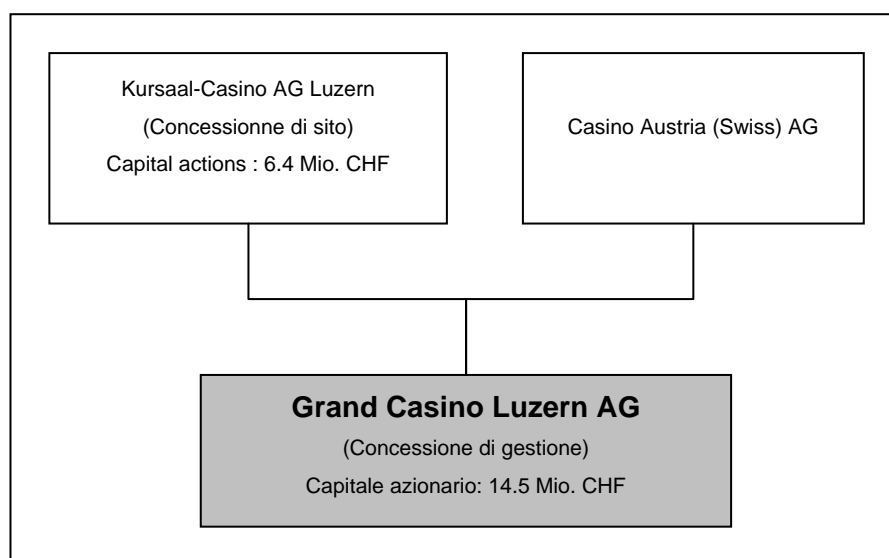 Kursaal-Casino AG Luzern
(Concessionne di sito)
Capital actions : 6.4 Mio. CHF
Casino Austria (Swiss) AG
Grand Casino Luzern AG
(Concessione di gestione)
Capitale azionario: 14.5 Mio. CHF